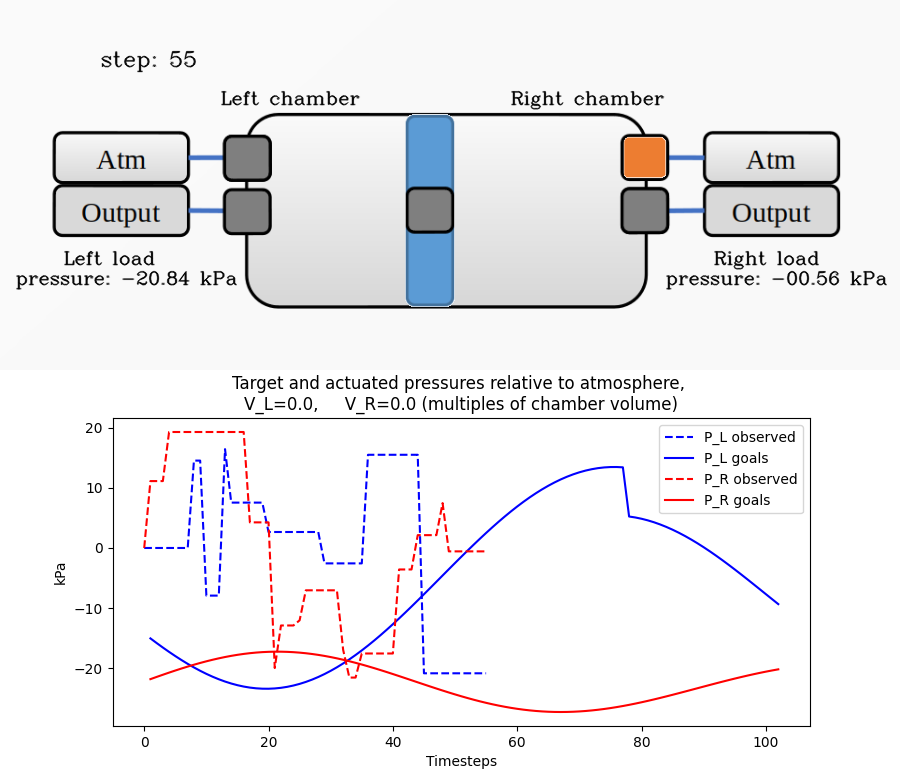 step: 55
Left chamber
Right chamber
Atm
Atm
Output
Output
Left load
pressure: -20.84 kPa
Right load
pressure: -00.56 kPa
Target and actuated pressures relative to atmosphere,
V_L=0.0,     V_R=0.0 (multiples of chamber volume)
P_L observed
P_L goals
P_R observed
P_R goals
kPa
20
10
0
−10
−20
0
20
40
60
80
100
Timesteps